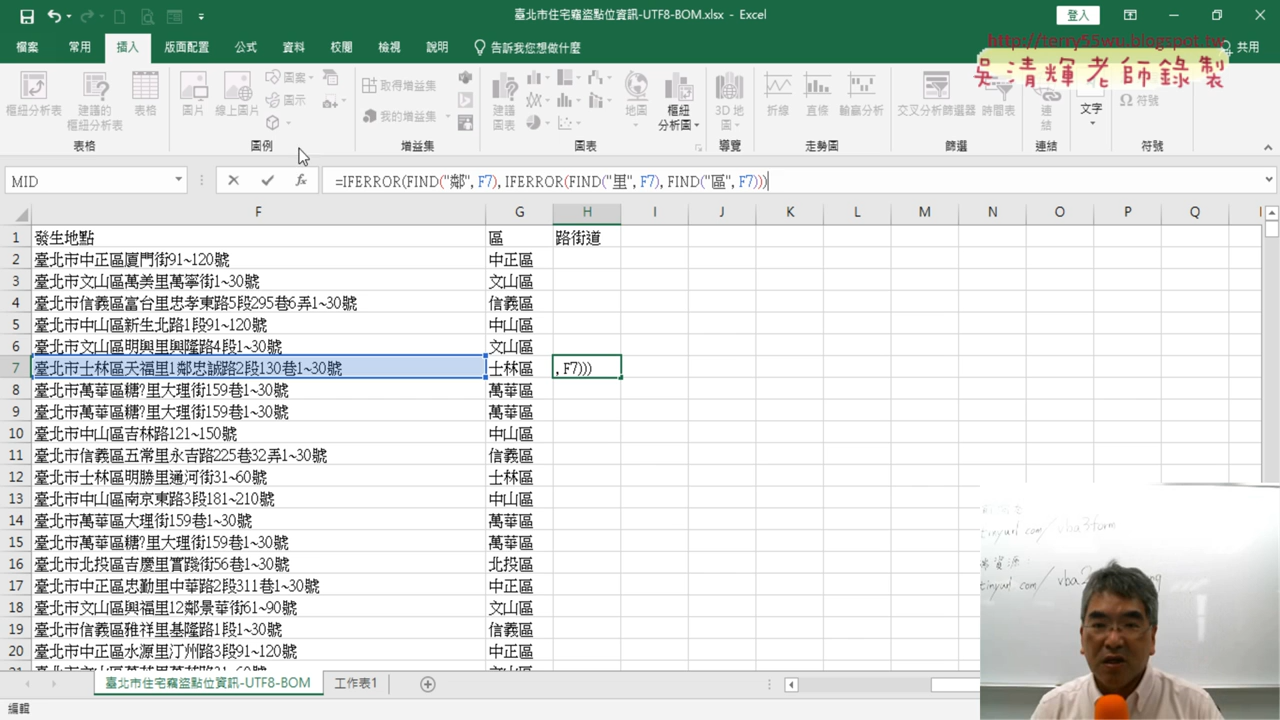 臺北市住宅竊盜點位資訊-UTF8-BOM.xlsx - Excel
登入
檔案 常用 插入 版面配置 公式 資料 校閱 檢視 說明 告訴我您想做什麼 共用
http://terry55wu.blogspot.tw
吳清輝老師錄製
樞紐分析表 建議的樞紐分析表 表格 圖片 線上圖片 圖案 圖示 取得增益集 我的增益集 建議圖表 地圖 樞紐分析圖 3D 地圖 折線 直條 輸贏分析 交叉分析篩選器 時間表 連結 文字 符號
表格 圖例 增益集 圖表 導覽 走勢圖 篩選 連結 符號
MID =IFERROR(FIND("鄰", F7), IFERROR(FIND("里", F7), FIND("區", F7)))
F G H I J K L M N O P Q
1 發生地點 區 路街道
2 臺北市中正區廈門街91~120號 中正區
3 臺北市文山區萬美里萬寧街1~30號 文山區
4 臺北市信義區富台里忠孝東路5段295巷6弄1~30號 信義區
5 臺北市中山區新生北路1段91~120號 中山區
6 臺北市文山區明興里興隆路4段1~30號 文山區
7 臺北市士林區天福里1鄰忠誠路2段130巷1~30號 士林區 , F7)))
8 臺北市萬華區糖?里大理街159巷1~30號 萬華區
9 臺北市萬華區糖?里大理街159巷1~30號 萬華區
10 臺北市中山區吉林路121~150號 中山區
11 臺北市信義區五常里永吉路225巷32弄1~30號 信義區
12 臺北市士林區明勝里通河街31~60號 士林區
13 臺北市中山區南京東路3段181~210號 中山區
14 臺北市萬華區大理街159巷1~30號 萬華區
15 臺北市萬華區糖?里大理街159巷1~30號 萬華區
16 臺北市北投區吉慶里實踐街56巷1~30號 北投區
17 臺北市中正區忠勤里中華路2段311巷1~30號 中正區
18 臺北市文山區興福里12鄰景華街61~90號 文山區
19 臺北市信義區雅祥里基隆路1段1~30號 信義區
20 臺北市中正區水源里汀州路3段91~120號 中正區
21
臺北市住宅竊盜點位資訊-UTF8-BOM 工作表1
編輯